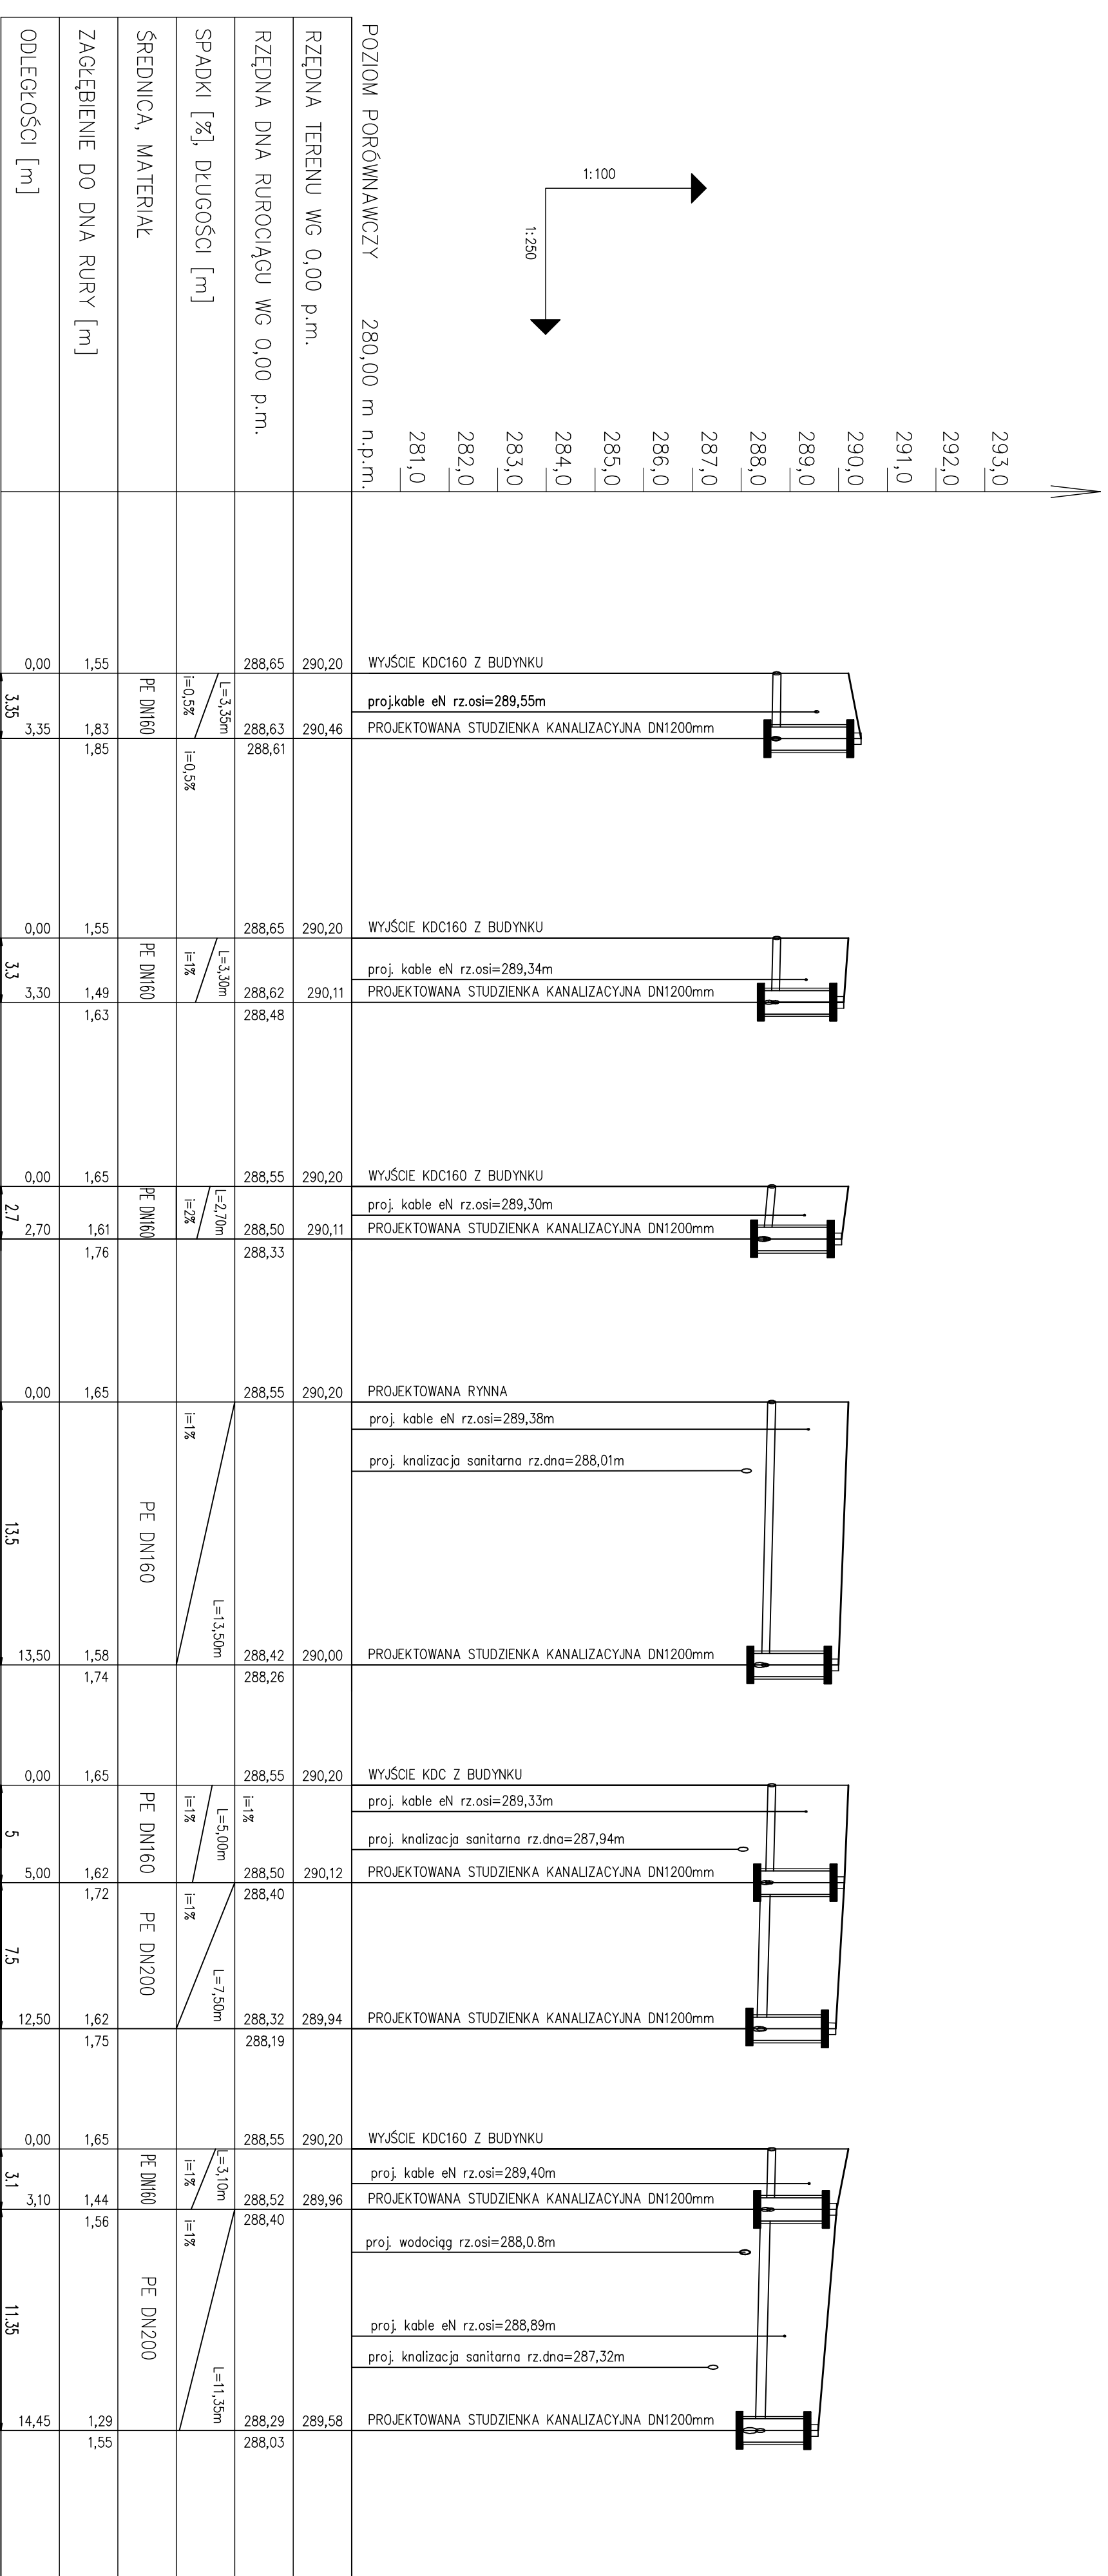 1:100
1:250
293,0
292,0
291,0
290,0
289,0
288,0
287,0
286,0
285,0
284,0
283,0
282,0
281,0
POZIOM PORÓWNAWCZY 280,00 m n.p.m.
RZĘDNA TERENU WG 0,00 p.m.
RZĘDNA DNA RUROCIĄGU WG 0,00 p.m.
SPADKI [%], DŁUGOŚCI [m]
ŚREDNICA, MATERIAŁ
ZAGŁĘBIENIE DO DNA RURY [m]
ODLEGŁOŚCI [m]
0,00 1,55 288,65 290,20 WYJŚCIE KDC160 Z BUDYNKU
3.35 PE DN160 i=0,5% L=3,35m
proj.kable eN rz.osi=289,55m
3,35 1,83 288,63 290,46 PROJEKTOWANA STUDZIENKA KANALIZACYJNA DN1200mm
1,85 i=0,5% 288,61
0,00 1,55 288,65 290,20 WYJŚCIE KDC160 Z BUDYNKU
3.3 PE DN160 i=1% L=3,30m
proj. kable eN rz.osi=289,34m
3,30 1,49 288,62 290,11 PROJEKTOWANA STUDZIENKA KANALIZACYJNA DN1200mm
1,63 288,48
0,00 1,65 288,55 290,20 WYJŚCIE KDC160 Z BUDYNKU
2.7 PE DN160 i=2% L=2,70m
proj. kable eN rz.osi=289,30m
2,70 1,61 288,50 290,11 PROJEKTOWANA STUDZIENKA KANALIZACYJNA DN1200mm
1,76 288,33
0,00 1,65 288,55 290,20 PROJEKTOWANA RYNNA
i=1%
proj. kable eN rz.osi=289,38m
proj. knalizacja sanitarna rz.dna=288,01m
13.5 PE DN160 L=13,50m
13,50 1,58 288,42 290,00 PROJEKTOWANA STUDZIENKA KANALIZACYJNA DN1200mm
1,74 288,26
0,00 1,65 288,55 290,20 WYJŚCIE KDC Z BUDYNKU
5 PE DN160 i=1% L=5,00m i=1%
proj. kable eN rz.osi=289,33m
proj. knalizacja sanitarna rz.dna=287,94m
5,00 1,62 288,50 290,12 PROJEKTOWANA STUDZIENKA KANALIZACYJNA DN1200mm
1,72 288,40
7.5 PE DN200 i=1% L=7,50m
12,50 1,62 288,32 289,94 PROJEKTOWANA STUDZIENKA KANALIZACYJNA DN1200mm
1,75 288,19
0,00 1,65 288,55 290,20 WYJŚCIE KDC160 Z BUDYNKU
3.1 PE DN160 i=1% L=3,10m
proj. kable eN rz.osi=289,40m
3,10 1,44 288,52 289,96 PROJEKTOWANA STUDZIENKA KANALIZACYJNA DN1200mm
1,56 288,40
i=1%
proj. wodociąg rz.osi=288,0.8m
11.35 PE DN200 L=11,35m
proj. kable eN rz.osi=288,89m
proj. knalizacja sanitarna rz.dna=287,32m
14,45 1,29 288,29 289,58 PROJEKTOWANA STUDZIENKA KANALIZACYJNA DN1200mm
1,55 288,03